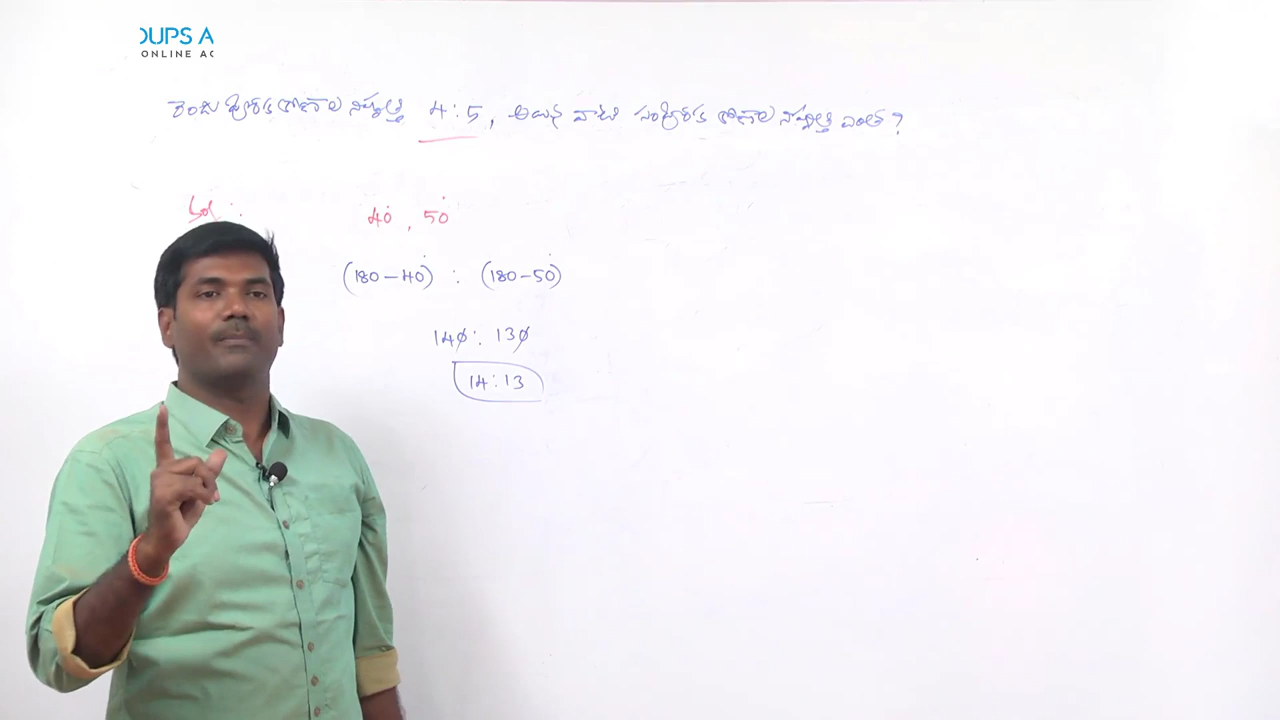 OUPS A
ONLINE AC
రెండు పూరక కోణాల నిష్పత్తి 4:5, అయిన వాటి సంపూరక కోణాల నిష్పత్తి ఎంత?
Sol:
40°, 50°
(180-40°) : (180-50°)
140 : 130
14:13